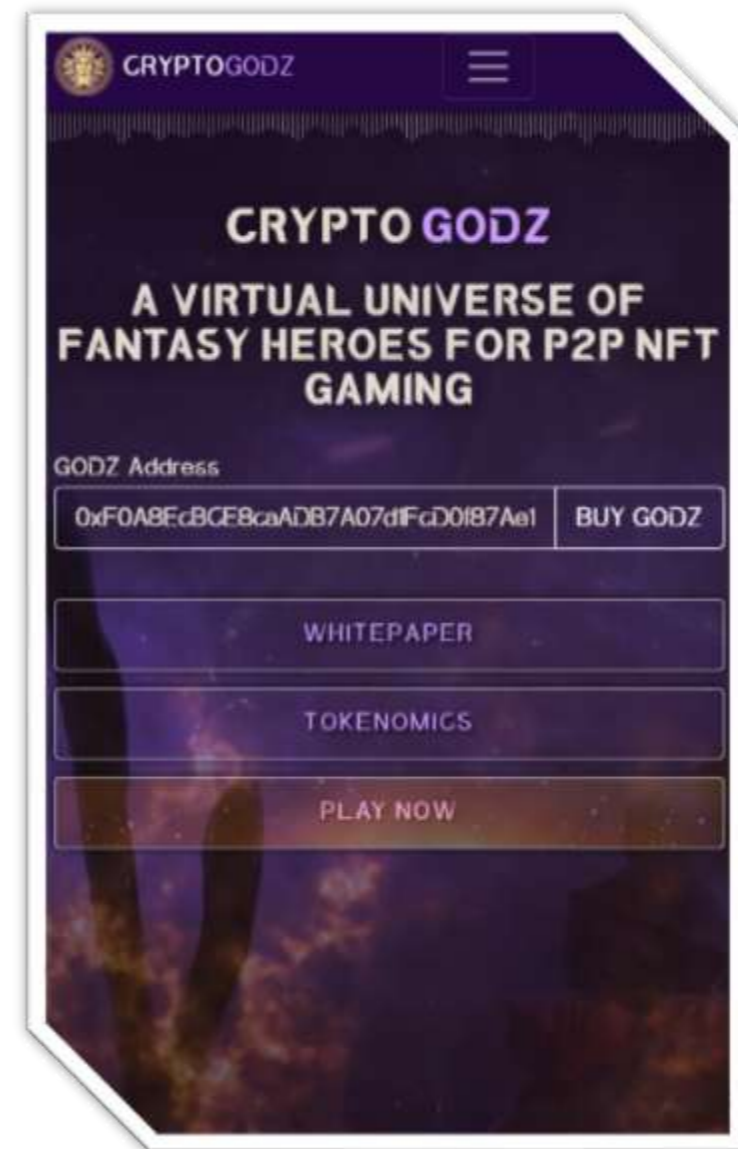 CRYPTOGODZ
CRYPTO GODZ
A VIRTUAL UNIVERSE OF
FANTASY HEROES FOR P2P NFT
GAMING
GODZ Address
BUY GODZ
WHITEPAPER
TOKENOMICS
PLAY NOW